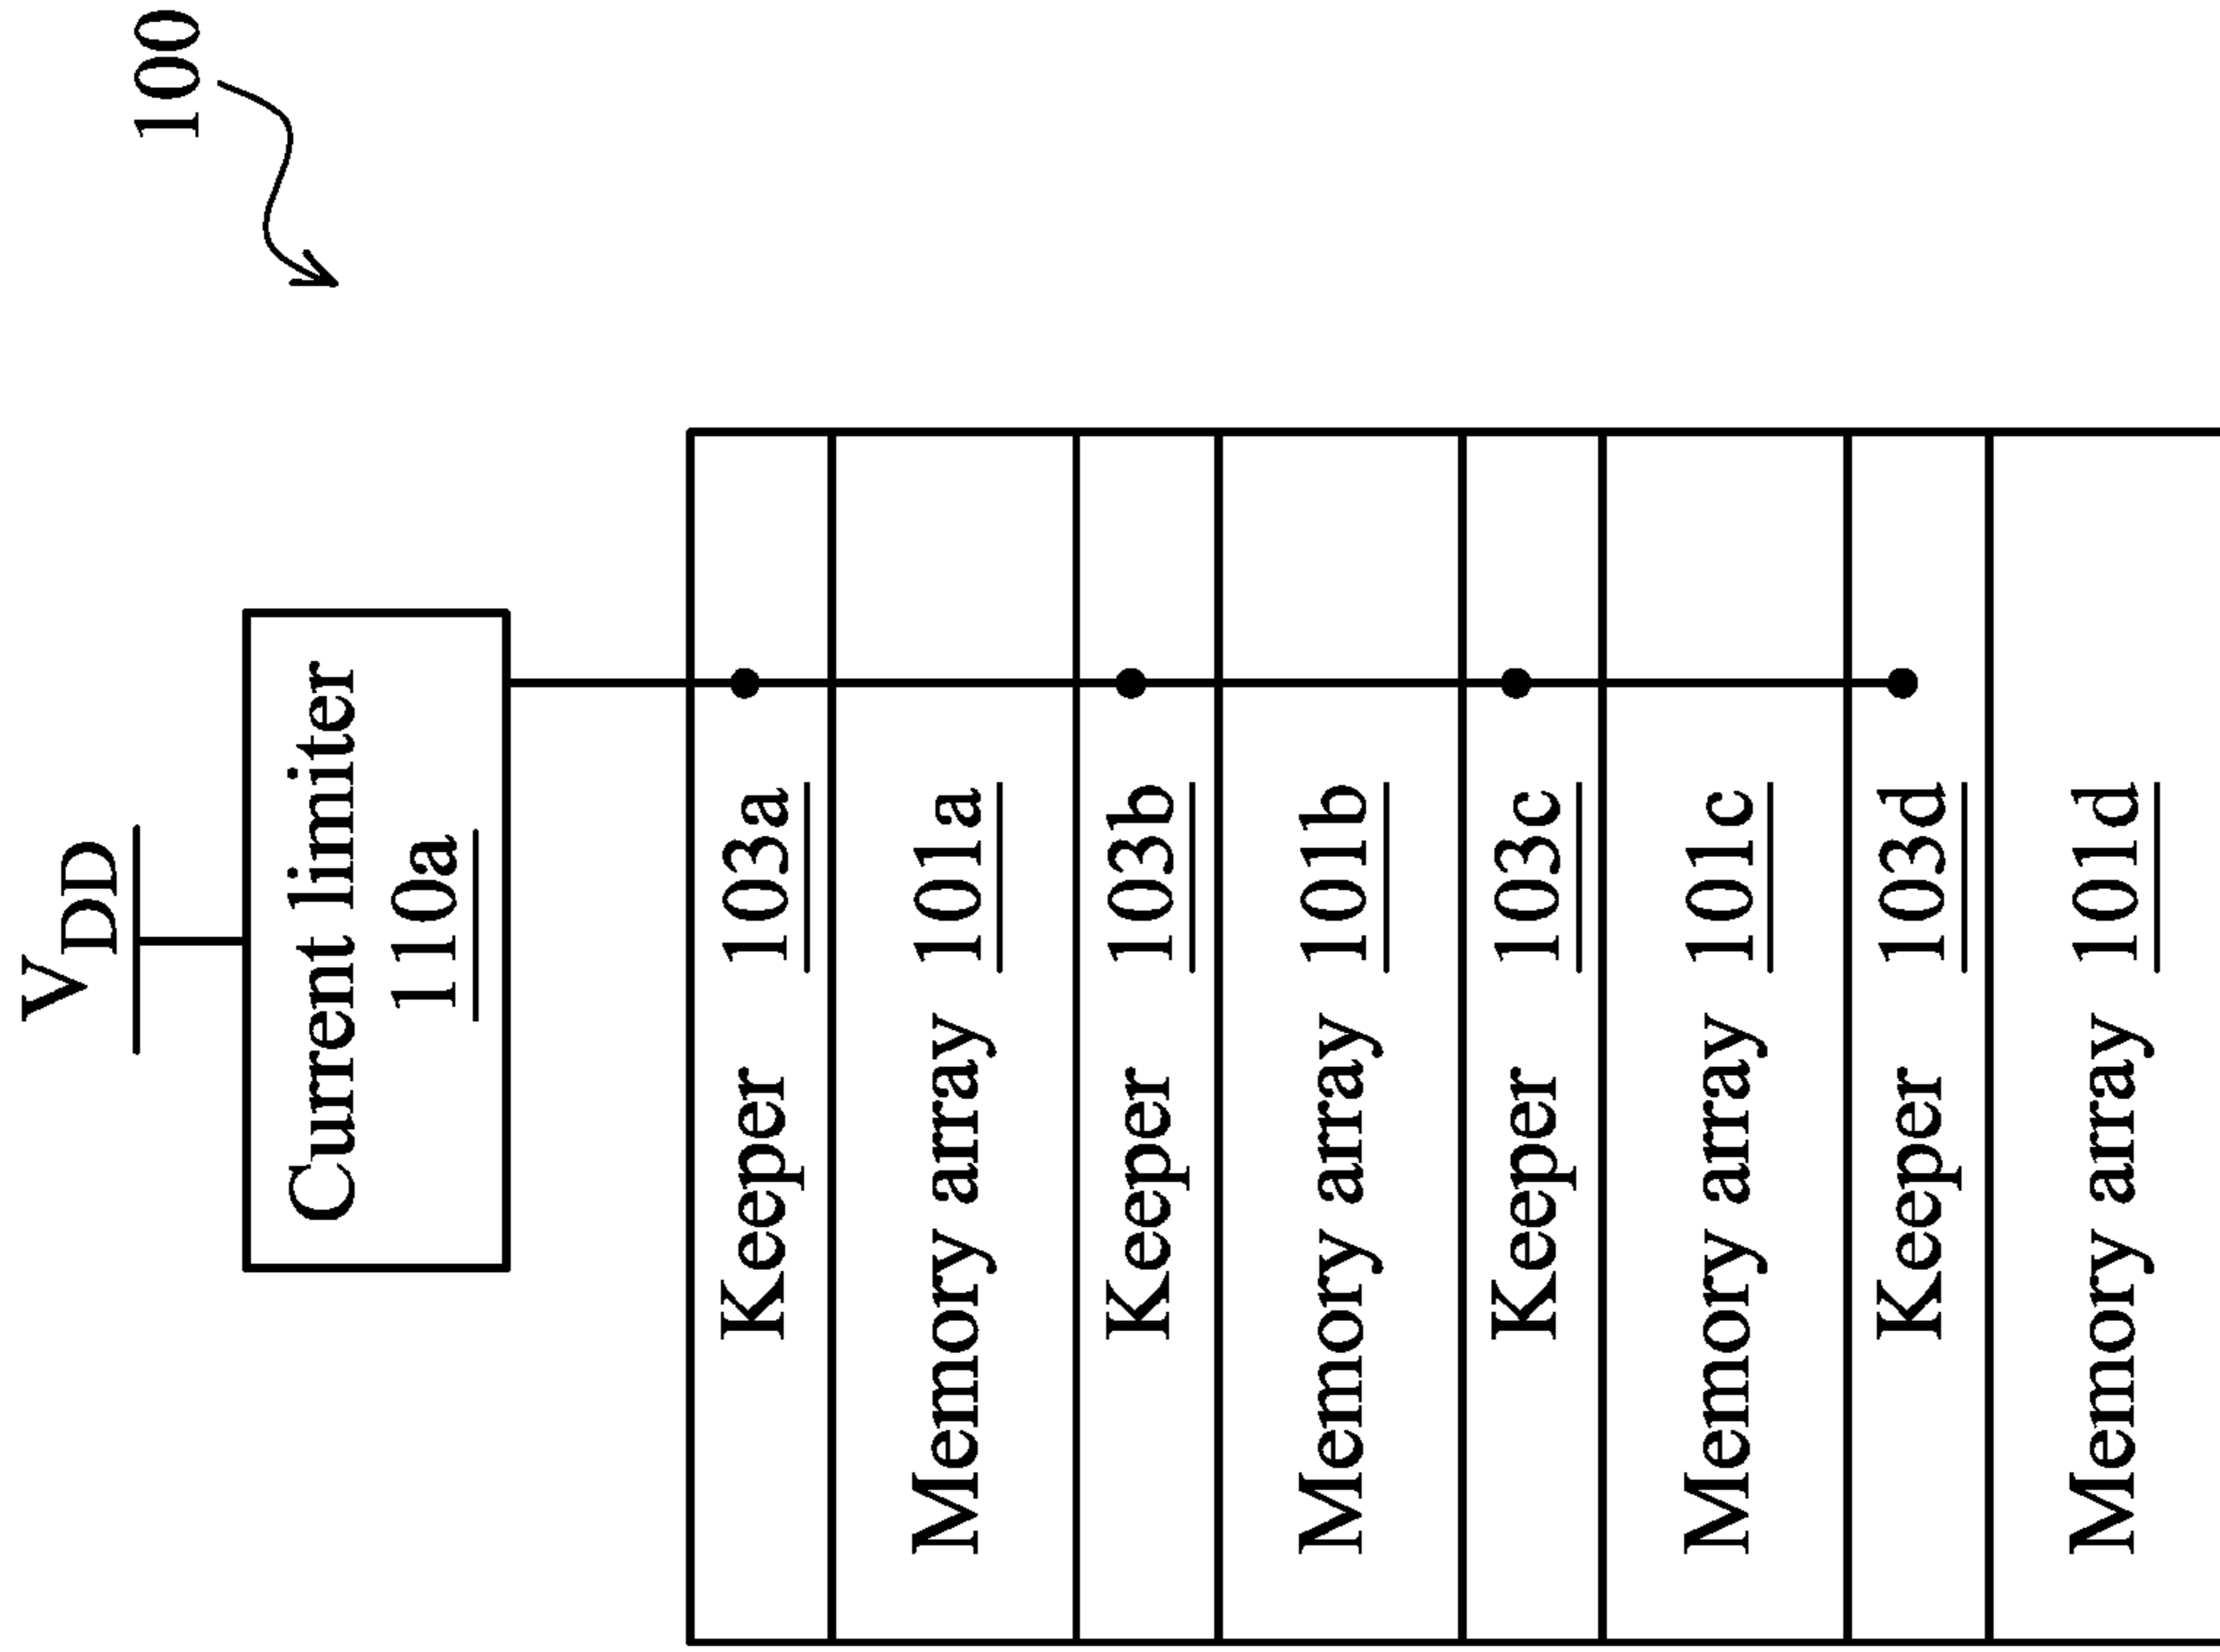 100
VDD
Current limiter
110a
Keeper 103a
Memory array 101a
Keeper 103b
Memory array 101b
Keeper 103c
Memory array 101c
Keeper 103d
Memory array 101d